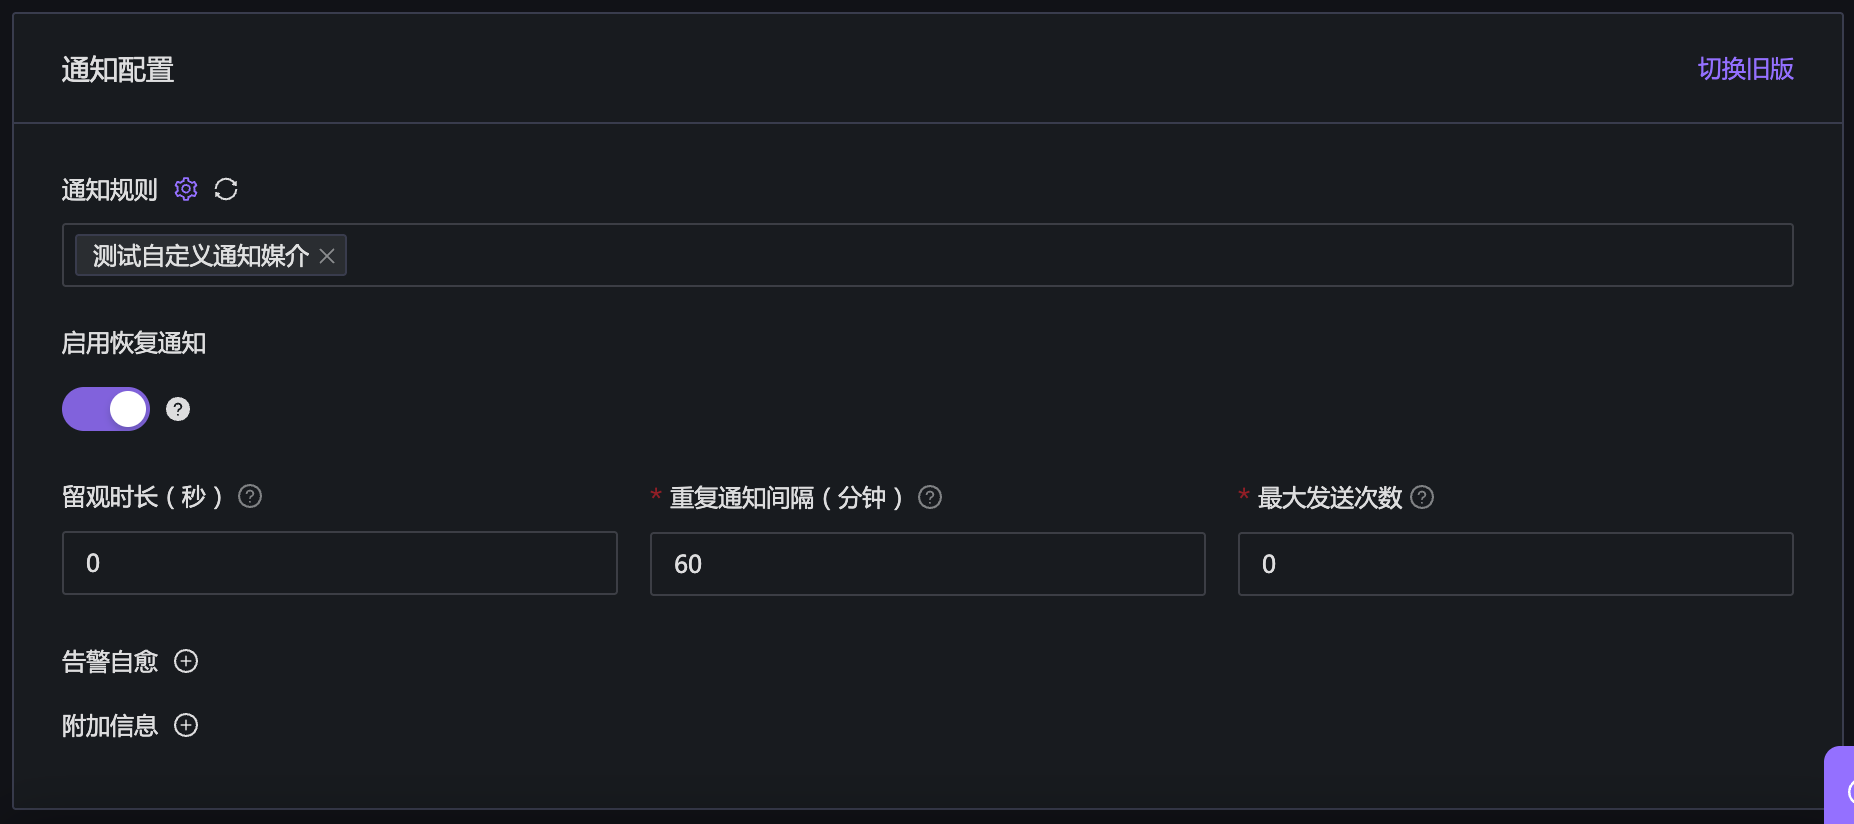 通知配置
切换旧版
通知规则
测试自定义通知媒介
启用恢复通知
?
留观时长（秒） ?
* 重复通知间隔（分钟） ?
* 最大发送次数 ?
0
60
0
告警自愈
附加信息